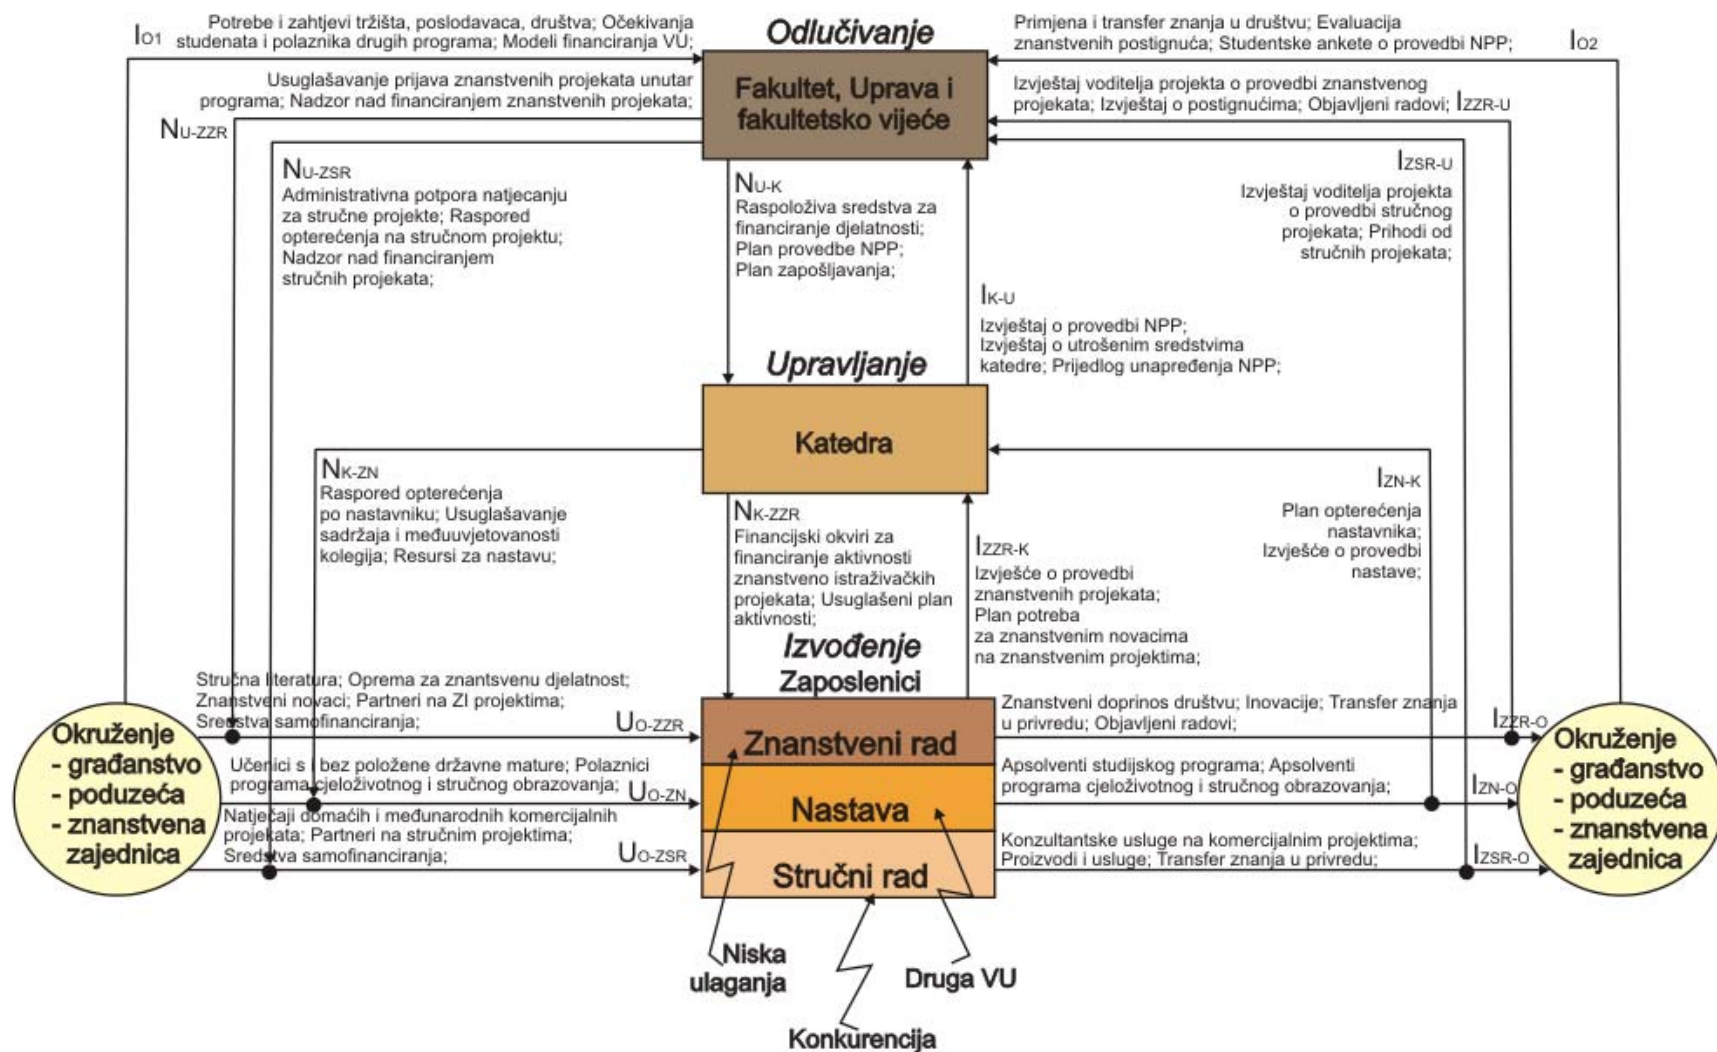 IO1
Potrebe i zahtjevi tržišta, poslodavaca, društva; Očekivanja
studenata i polaznika drugih programa; Modeli financiranja VU;
Odlučivanje
Primjena i transfer znanja u društvu; Evaluacija
znanstvenih postignuća; Studentske ankete o provedbi NPP;
IO2
Usuglašavanje prijava znanstvenih projekata unutar
programa; Nadzor nad financiranjem znanstvenih projekata;
NU-ZZR
Fakultet, Uprava i
fakultetsko vijeće
Izvještaj voditelja projekta o provedbi znanstvenog
projekata; Izvještaj o postignućima; Objavljeni radovi;
IZZR-U
NU-ZSR
Administrativna potpora natjecanju
za stručne projekte; Raspored
opterećenja na stručnom projektu;
Nadzor nad financiranjem
stručnih projekata;
NU-K
Raspoloživa sredstva za
financiranje djelatnosti;
Plan provedbe NPP;
Plan zapošljavanja;
IZSR-U
Izvještaj voditelja projekta
o provedbi stručnog
projekata; Prihodi od
stručnih projekata;
IK-U
Izvještaj o provedbi NPP;
Izvještaj o utrošenim sredstvima
katedre; Prijedlog unapređenja NPP;
Upravljanje
Katedra
NK-ZN
Raspored opterećenja
po nastavniku; Usuglašavanje
sadržaja i međuuvjetovanosti
kolegija; Resursi za nastavu;
NK-ZZR
Financijski okviri za
financiranje aktivnosti
znanstveno istraživačkih
projekata; Usuglašeni plan
aktivnosti;
IZZR-K
Izvješće o provedbi
znanstvenih projekata;
Plan potreba
za znanstvenim novacima
na znanstvenim projektima;
IZN-K
Plan opterećenja
nastavnika;
Izvješće o provedbi
nastave;
Izvođenje
Zaposlenici
Stručna literatura; Oprema za znantsvenu djelatnost;
Znanstveni novaci; Partneri na ZI projektima;
Sredstva samofinanciranja;
UO-ZZR
Znanstveni rad
Znanstveni doprinos društvu; Inovacije; Transfer znanja
u privredu; Objavljeni radovi;
IZZR-O
Okruženje
- građanstvo
- poduzeća
- znanstvena
zajednica
Učenici s i bez položene državne mature; Polaznici
programa cjeloživotnog i stručnog obrazovanja;
UO-ZN
Nastava
Apsolventi studijskog programa; Apsolventi
programa cjeloživotnog i stručnog obrazovanja;
IZN-O
Okruženje
- građanstvo
- poduzeća
- znanstvena
zajednica
Natječaji domaćih i međunarodnih komercijalnih
projekata; Partneri na stručnim projektima;
Sredstva samofinanciranja;
UO-ZSR
Stručni rad
Konzultantske usluge na komercijalnim projektima;
Proizvodi i usluge; Transfer znanja u privredu;
IZSR-O
Niska
ulaganja
Druga VU
Konkurencija